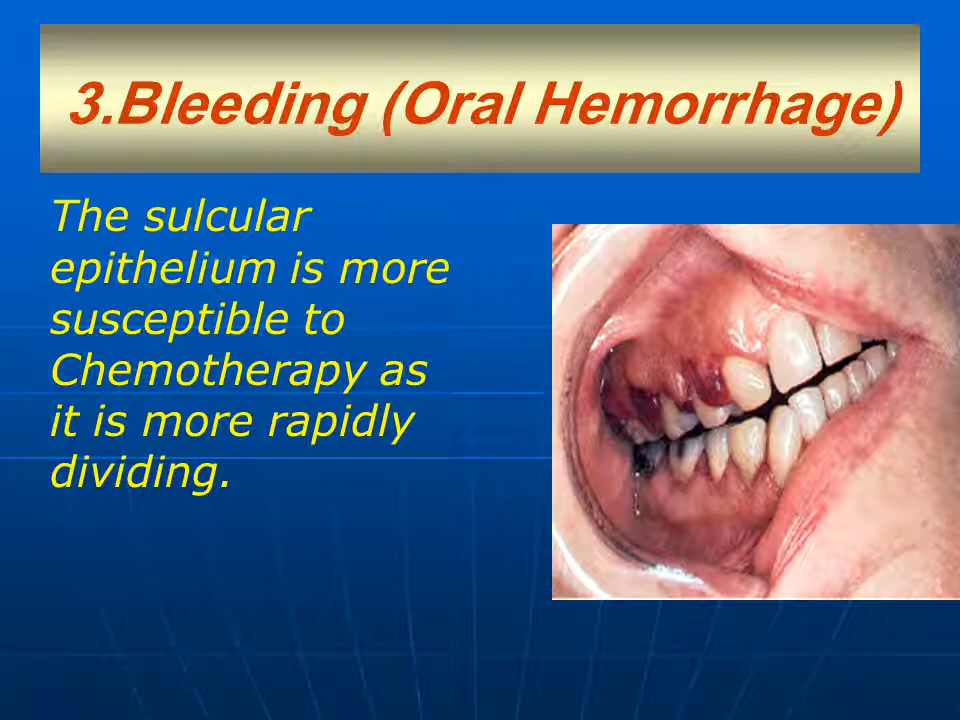 3.Bleeding (Oral Hemorrhage)
The sulcular
epithelium is more
susceptible to
Chemotherapy as
it is more rapidly
dividing.